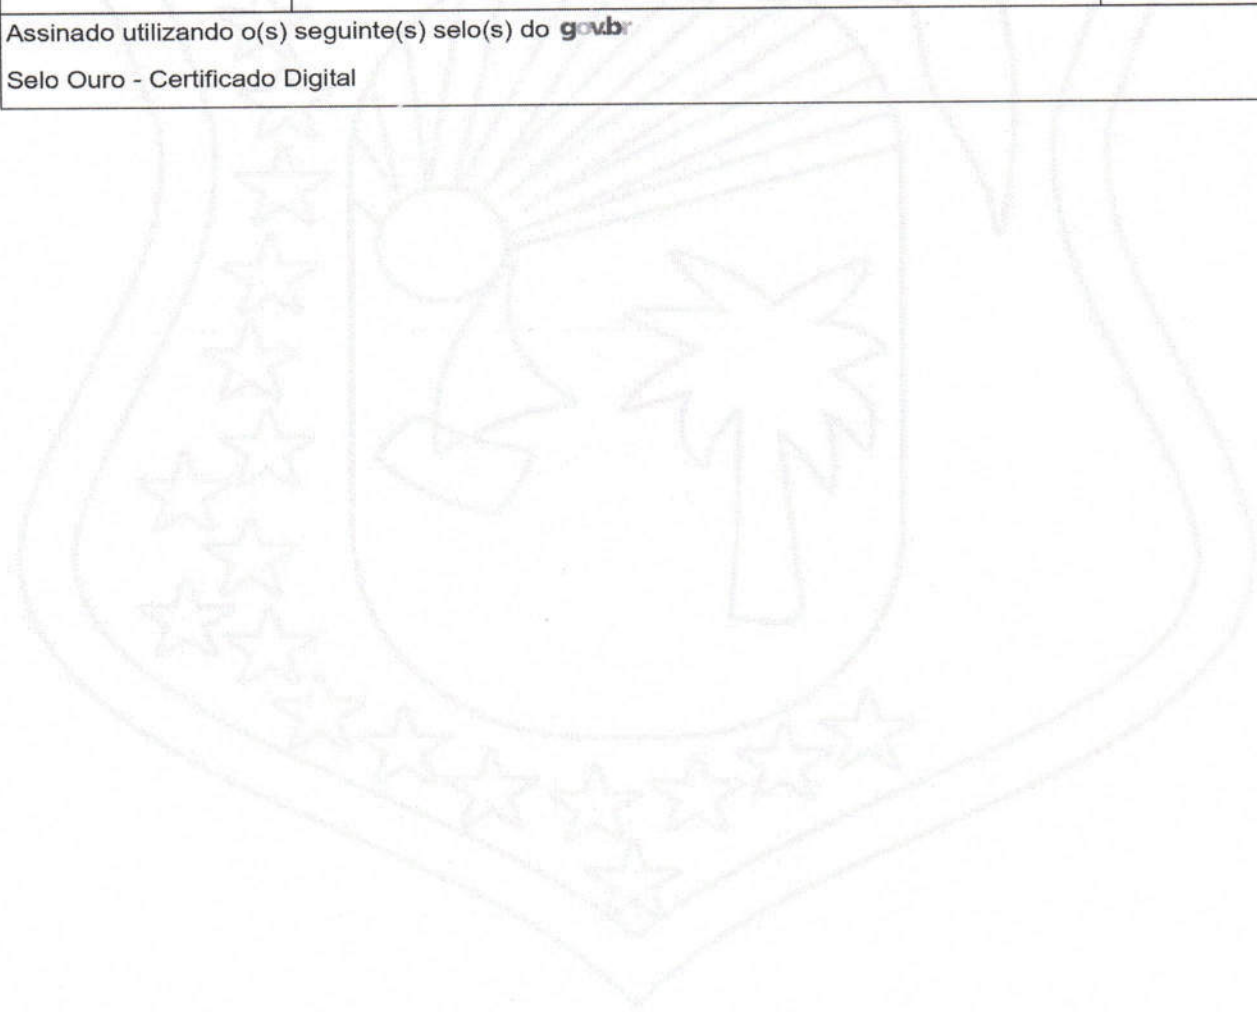 Assinado utilizando o(s) seguinte(s) selo(s) do gov.br
Selo Ouro - Certificado Digital